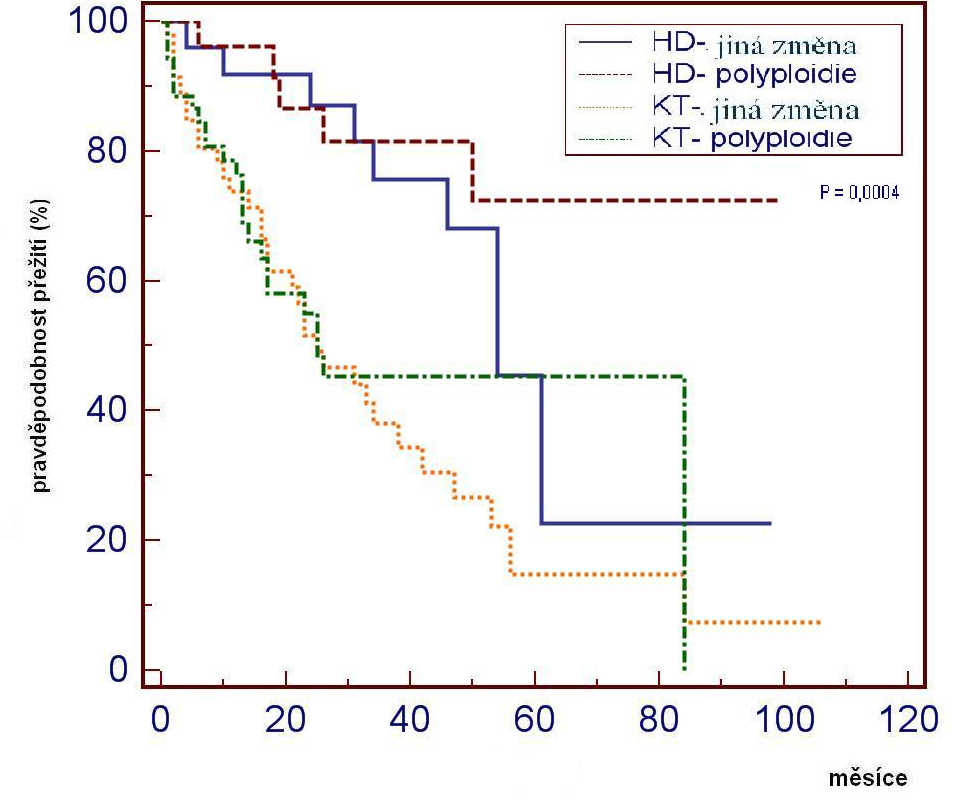 100
80
60
40
20
0
pravděpodobnost přežití (%)
HD- jiná změna
HD- polyploidie
KT- jiná změna
KT- polyploidie
P = 0,0004
0 20 40 60 80 100 120
měsíce